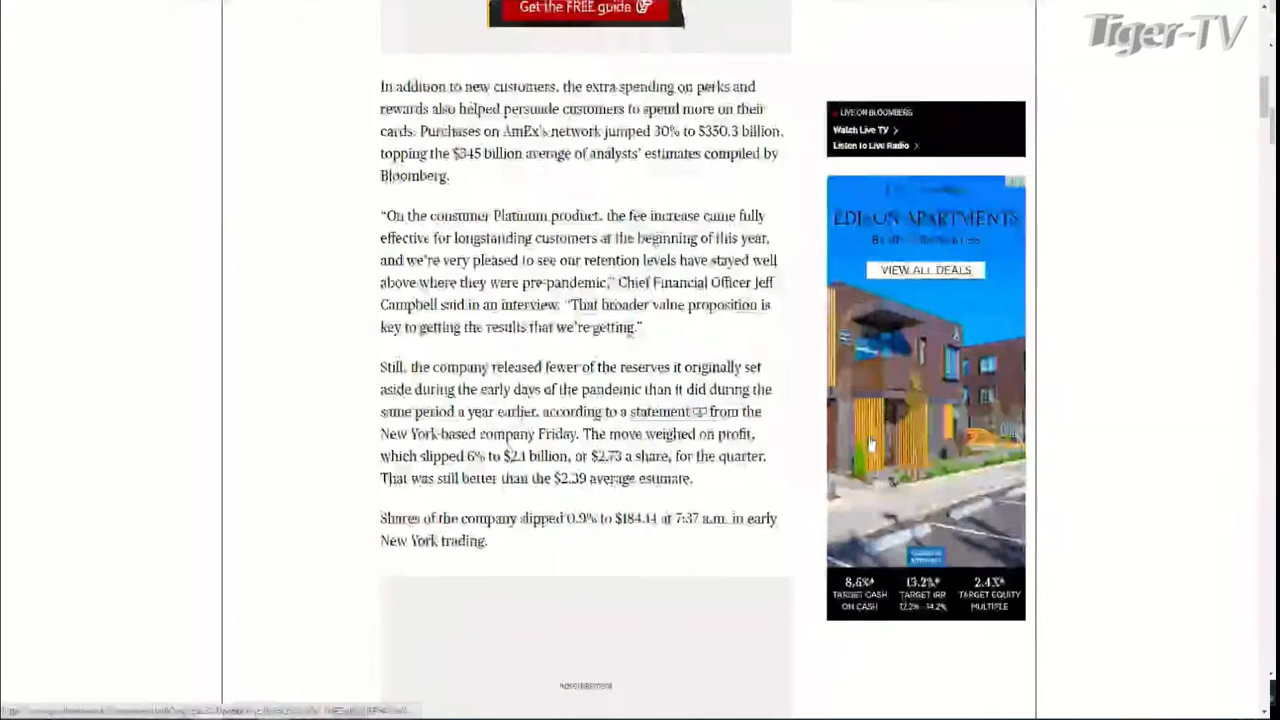 Get the FREE guide
Tiger-TV
In addition to new customers, the extra spending on perks and
rewards also helped persuade customers to spend more on their
cards. Purchases on AmEx's network jumped 30% to $350.3 billion,
topping the $345 billion average of analysts' estimates compiled by
Bloomberg.
“On the consumer Platinum product, the fee increase came fully
effective for longstanding customers at the beginning of this year,
and we're very pleased to see our retention levels have stayed well
above where they were pre-pandemic,” Chief Financial Officer Jeff
Campbell said in an interview. “That broader value proposition is
key to getting the results that we're getting.”
Still, the company released fewer of the reserves it originally set
aside during the early days of the pandemic than it did during the
same period a year earlier, according to a statement from the
New York-based company Friday. The move weighed on profit,
which slipped 6% to $2.1 billion, or $2.73 a share, for the quarter.
That was still better than the $2.39 average estimate.
Shares of the company slipped 0.9% to $184.14 at 7:37 a.m. in early
New York trading.
ADVERTISEMENT
LIVE ON BLOOMBERG
Watch Live TV
Listen to Live Radio
EDISON APARTMENTS
VIEW ALL DEALS
8.6%* 13.2%* 2.4X*
TARGET CASH TARGET IRR TARGET EQUITY
ON CASH 12.2% - 14.2% MULTIPLE